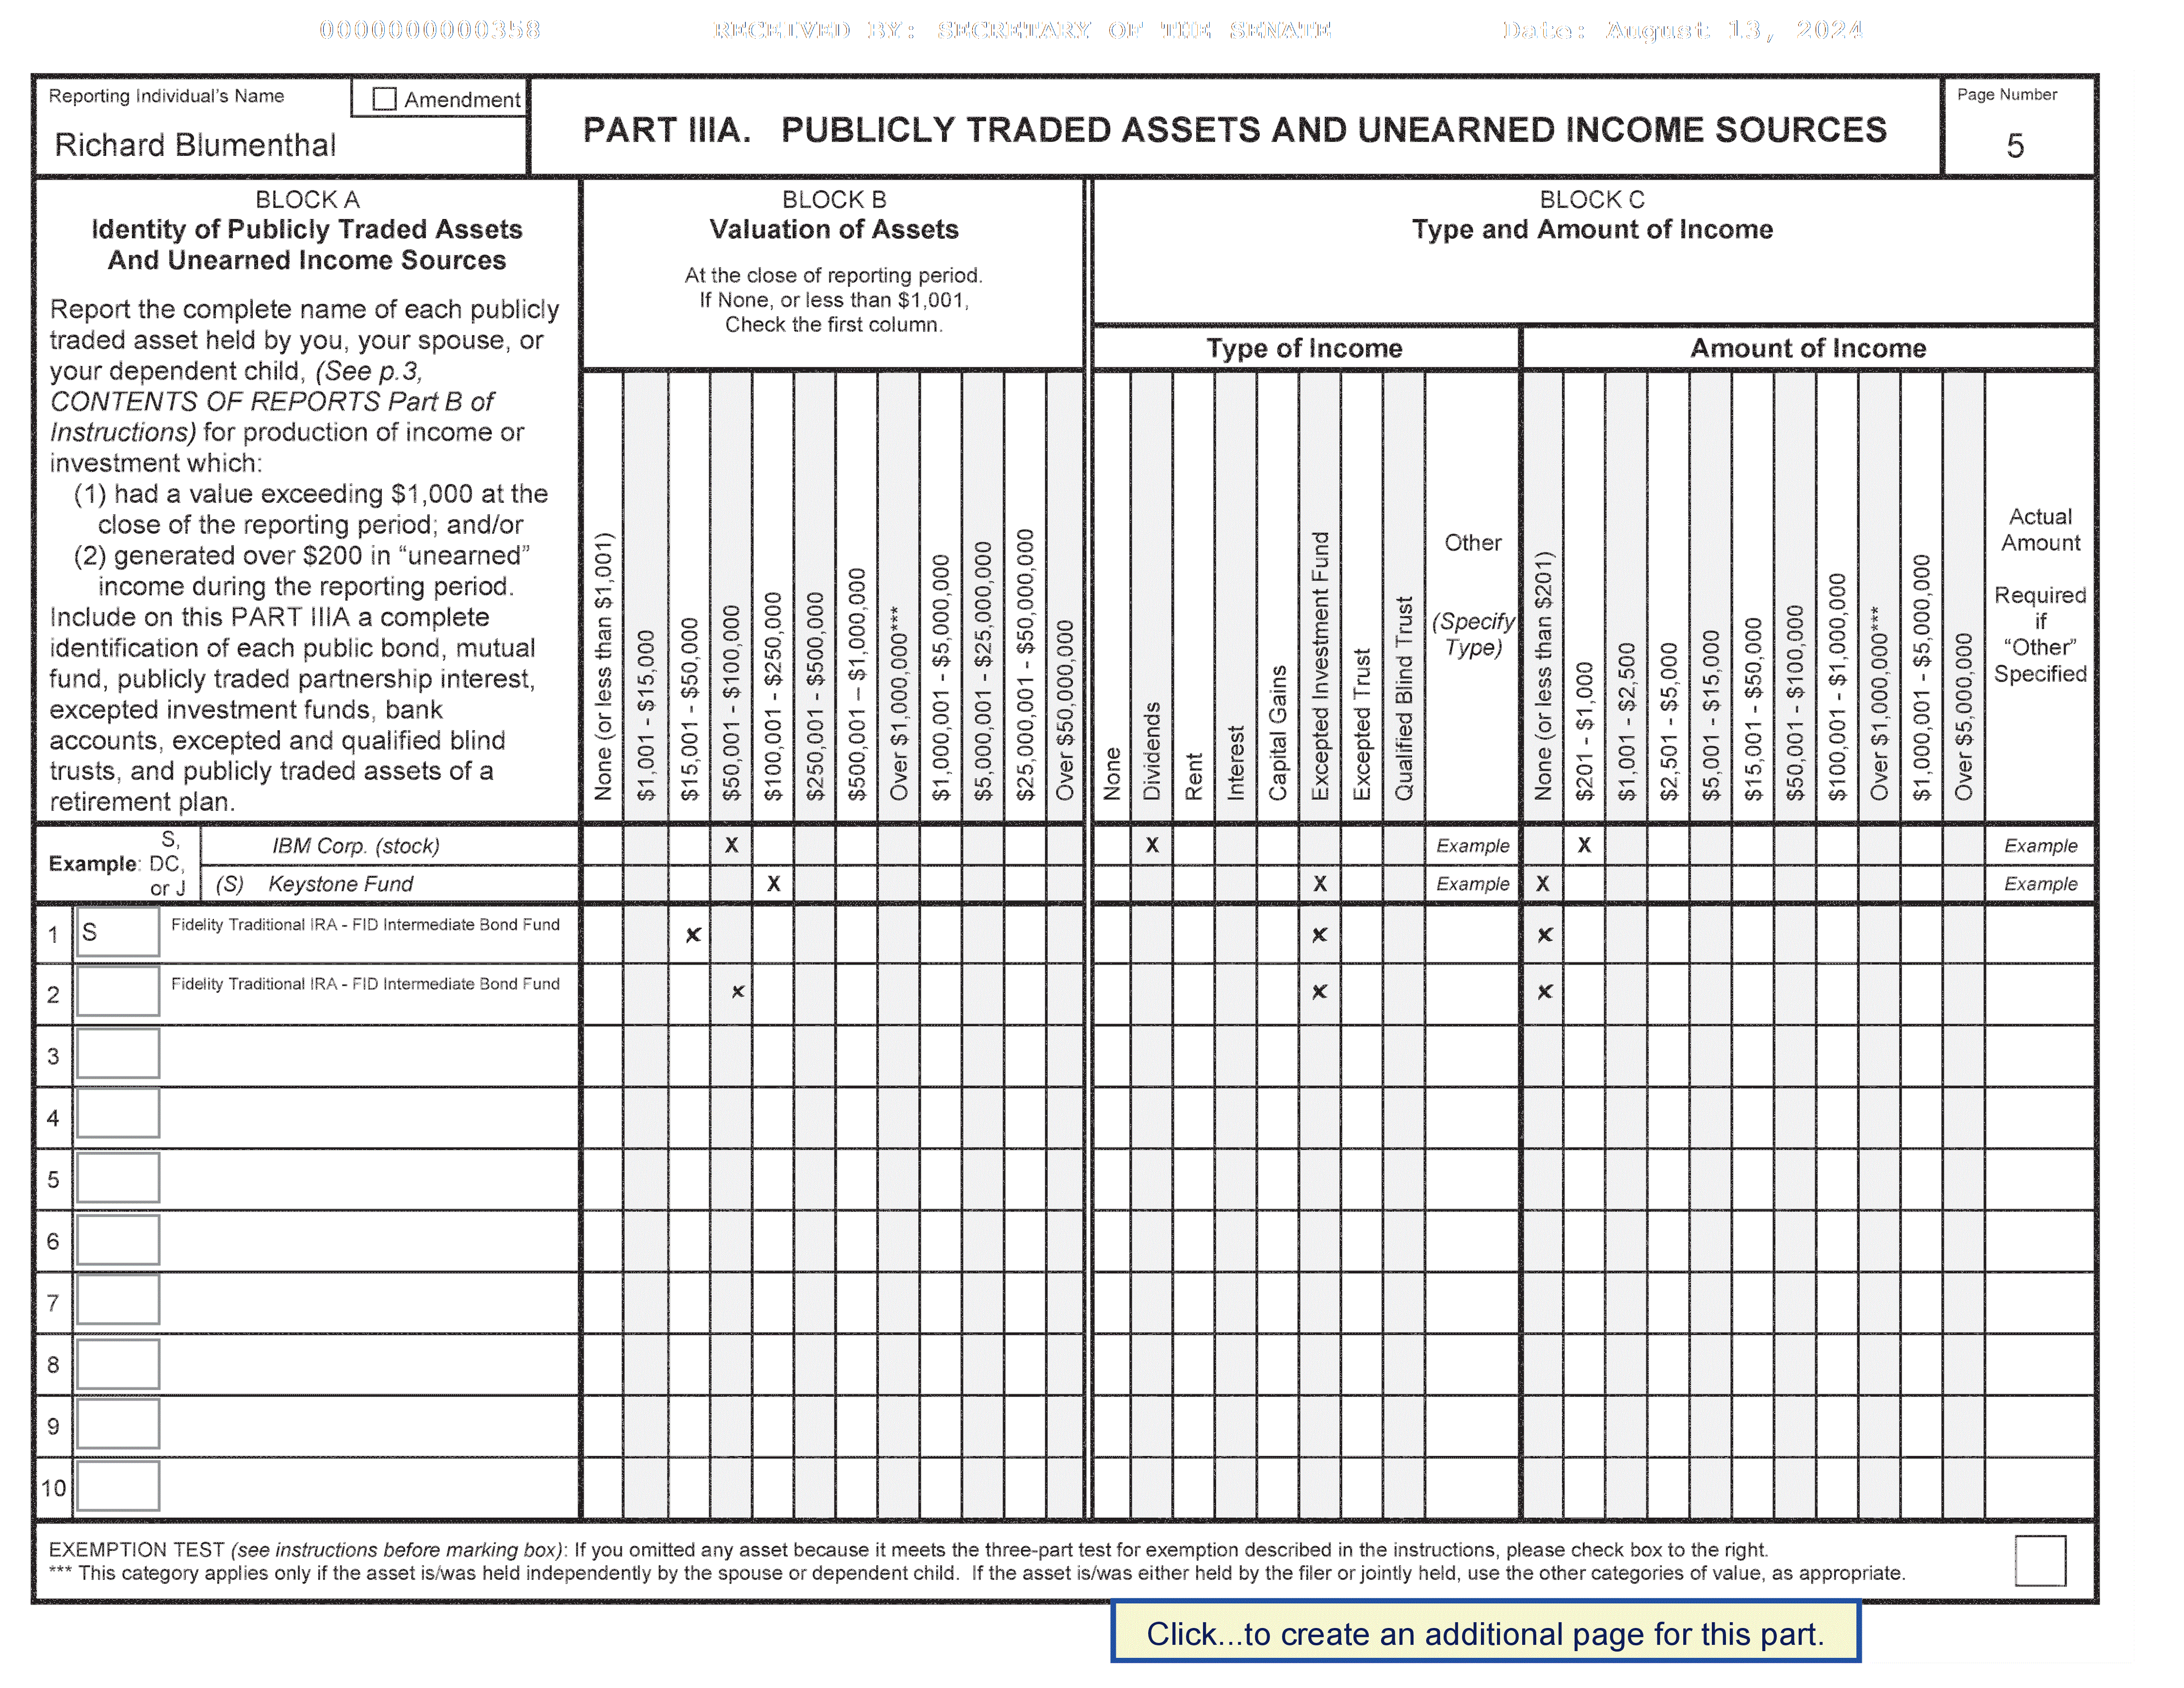 0000000000358 RECEIVED BY: SECRETARY OF THE SENATE Date: August 13, 2024
Reporting Individual's Name
Amendment
Richard Blumenthal
PART IIIA. PUBLICLY TRADED ASSETS AND UNEARNED INCOME SOURCES
Page Number
5
BLOCK A
Identity of Publicly Traded Assets
And Unearned Income Sources
Report the complete name of each publicly
traded asset held by you, your spouse, or
your dependent child, (See p.3,
CONTENTS OF REPORTS Part B of
Instructions) for production of income or
investment which:
(1) had a value exceeding $1,000 at the
close of the reporting period; and/or
(2) generated over $200 in “unearned”
income during the reporting period.
Include on this PART IIIA a complete
identification of each public bond, mutual
fund, publicly traded partnership interest,
excepted investment funds, bank
accounts, excepted and qualified blind
trusts, and publicly traded assets of a
retirement plan.
BLOCK B
Valuation of Assets
At the close of reporting period.
If None, or less than $1,001,
Check the first column.
None (or less than $1,001)
$1,001 - $15,000
$15,001 - $50,000
$50,001 - $100,000
$100,001 - $250,000
$250,001 - $500,000
$500,001 – $1,000,000
Over $1,000,000***
$1,000,001 - $5,000,000
$5,000,001 - $25,000,000
$25,000,001 - $50,000,000
Over $50,000,000
BLOCK C
Type and Amount of Income
Type of Income
None
Dividends
Rent
Interest
Capital Gains
Excepted Investment Fund
Excepted Trust
Qualified Blind Trust
Other
(Specify
Type)
Amount of Income
None (or less than $201)
$201 - $1,000
$1,001 - $2,500
$2,501 - $5,000
$5,001 - $15,000
$15,001 - $50,000
$50,001 - $100,000
$100,001 - $1,000,000
Over $1,000,000***
$1,000,001 - $5,000,000
Over $5,000,000
Actual
Amount
Required
if
“Other”
Specified
Example: S,
DC,
or J
IBM Corp. (stock) X X Example X Example
(S) Keystone Fund X X Example X Example
1 S Fidelity Traditional IRA - FID Intermediate Bond Fund x x x
2 Fidelity Traditional IRA - FID Intermediate Bond Fund x x x
3
4
5
6
7
8
9
10
EXEMPTION TEST (see instructions before marking box): If you omitted any asset because it meets the three-part test for exemption described in the instructions, please check box to the right.
*** This category applies only if the asset is/was held independently by the spouse or dependent child. If the asset is/was either held by the filer or jointly held, use the other categories of value, as appropriate.
Click...to create an additional page for this part.